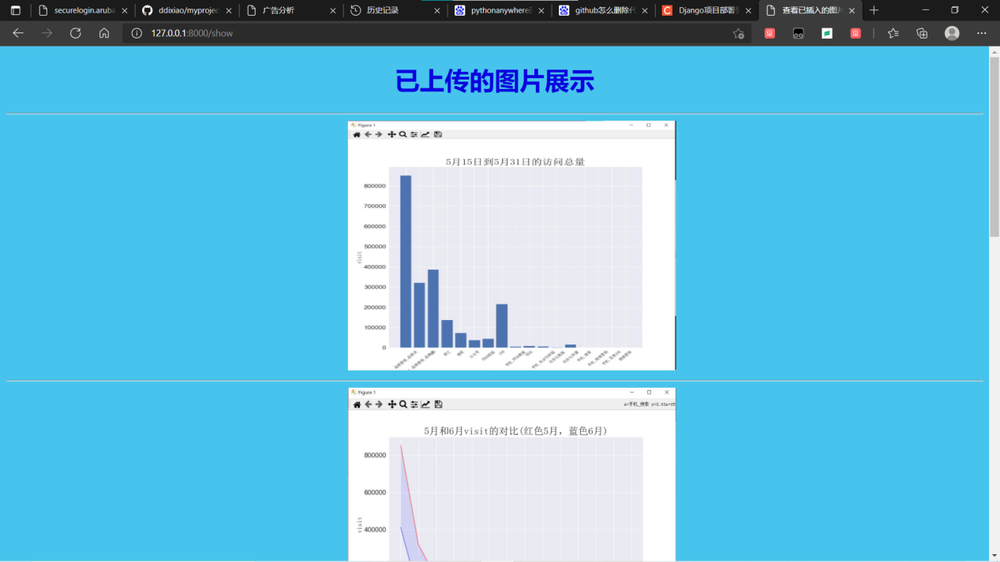 securelogin.aruba
ddixiao/myprojec
广告分析
历史记录
pythonanywhere
github怎么删除
Django项目部署
查看已插入的图片
127.0.0.1:8000/show
已上传的图片展示
Figure 1
5月15日到5月31日的访问总量
800000
700000
600000
500000
400000
300000
200000
100000
0
visit
Figure 1
x=手机_搜索 y=3.03e+05
5月和6月visit的对比(红色5月，蓝色6月)
800000
600000
400000
visit